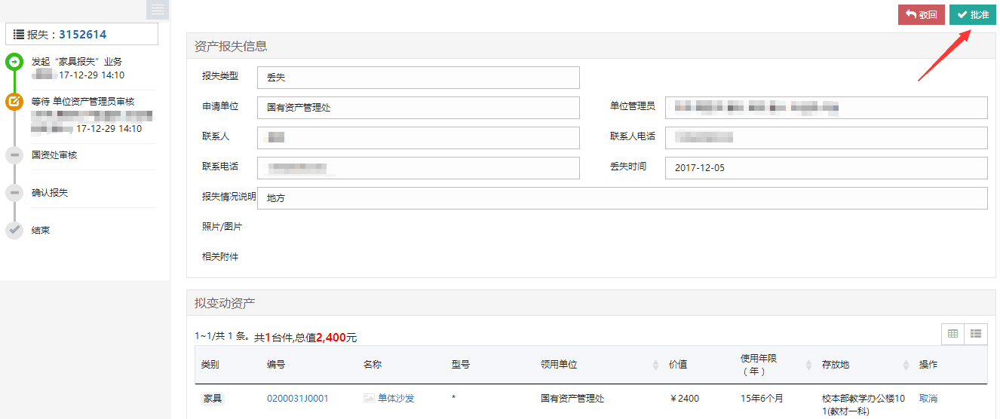 驳回
批准
报失：3152614
发起“家具报失”业务
17-12-29 14:10
等待 单位资产管理员审核
17-12-29 14:10
国资处审核
确认报失
结束
资产报失信息
报失类型 丢失
申请单位 国有资产管理处 单位管理员
联系人 联系人电话
联系电话 丢失时间 2017-12-05
报失情况说明 地方
照片/图片
相关附件
拟变动资产
1~1/共 1 条。共1台件,总值2,400元
类别 编号 名称 型号 领用单位 价值 使用年限（年） 存放地 操作
家具 0200031J0001 单体沙发 * 国有资产管理处 ￥2400 15年6个月 校本部教学办公楼10
1(教材一科) 取消